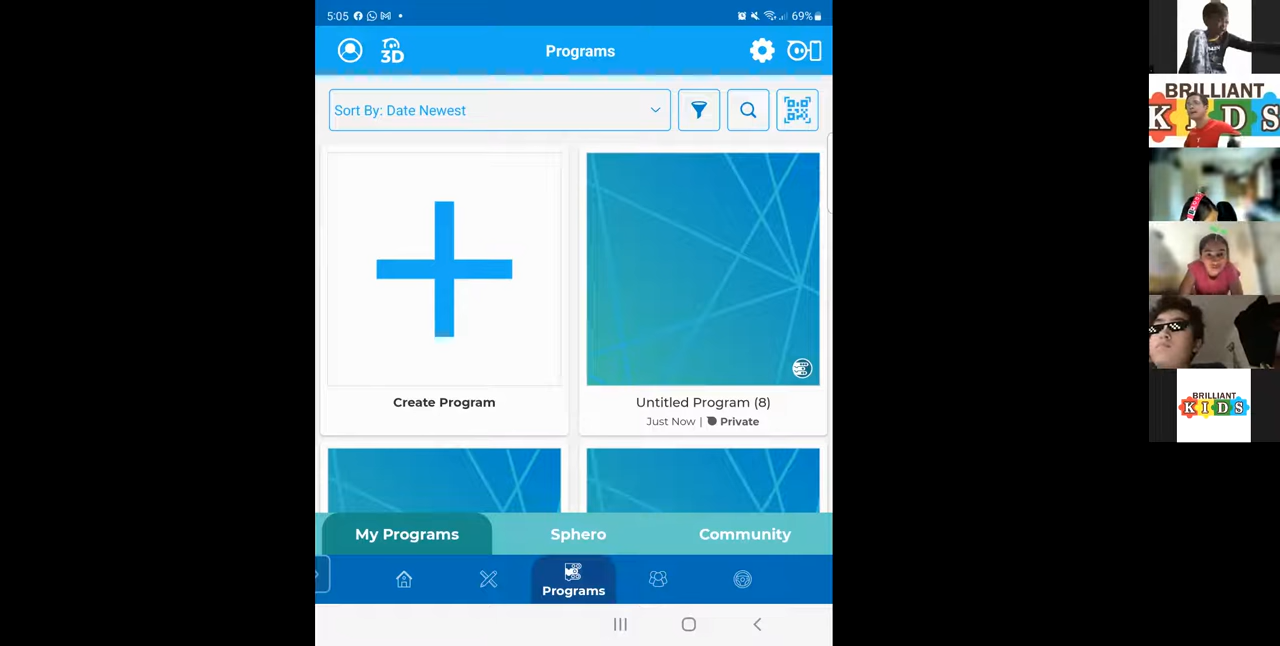 5:05
69%
3D
Programs
Sort By: Date Newest
Create Program
Untitled Program (8)
Just Now | Private
My Programs
Sphero
Community
Programs
BRILLIANT
KIDS
BRILLIANT
KIDS